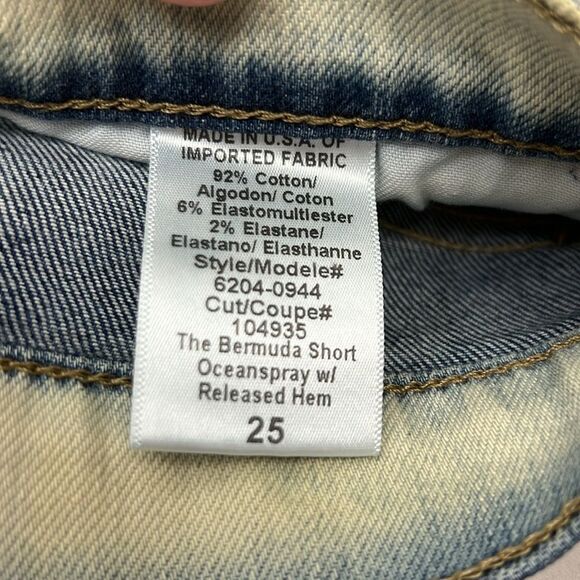 MADE IN U.S.A. OF
IMPORTED FABRIC
92% Cotton/
Algodon/ Coton
6% Elastomultlester
2% Elastane/
Elastano/ Elasthanne
Style/Modele#
6204-0944
Cut/Coupe#
104935
The Bermuda Short
Oceanspray w/
Released Hem
25